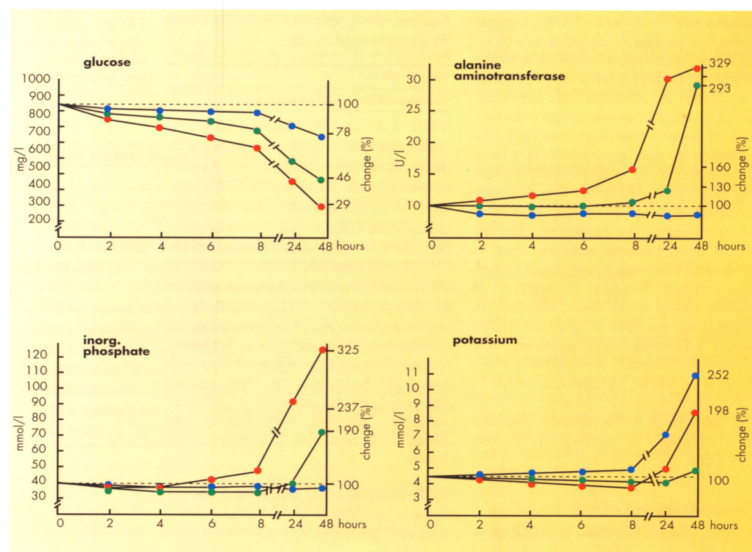 glucose
1000
900
800
700
600
500
400
300
200
mg/l
100
78
46
29
change (%)
0 2 4 6 8 24 48 hours
alanine
aminotransferase
30
25
20
15
10
U/l
329
293
160
130
100
change (%)
0 2 4 6 8 24 48 hours
inorg.
phosphate
120
110
100
90
80
70
60
50
40
30
mmol/l
325
237
190
100
change (%)
0 2 4 6 8 24 48 hours
potassium
11
10
9
8
7
6
5
4
3
mmol/l
252
198
100
change (%)
0 2 4 6 8 24 48 hours